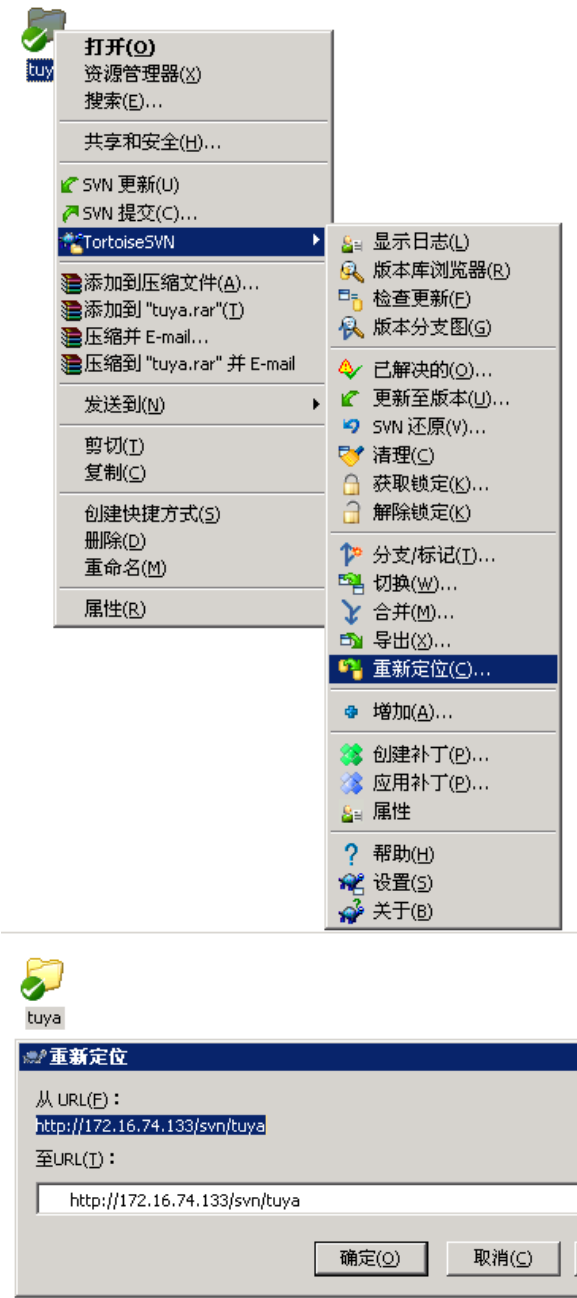 tuy
打开(O)
资源管理器(X)
搜索(E)...
共享和安全(H)...
SVN 更新(U)
SVN 提交(C)...
TortoiseSVN
添加到压缩文件(A)...
添加到 "tuya.rar"(T)
压缩并 E-mail...
压缩到 "tuya.rar" 并 E-mail
发送到(N)
剪切(T)
复制(C)
创建快捷方式(S)
删除(D)
重命名(M)
属性(R)
显示日志(L)
版本库浏览器(R)
检查更新(F)
版本分支图(G)
已解决的(O)...
更新至版本(U)...
SVN 还原(V)...
清理(C)
获取锁定(K)...
解除锁定(K)
分支/标记(T)...
切换(W)...
合并(M)...
导出(X)...
重新定位(C)...
增加(A)...
创建补丁(P)...
应用补丁(P)...
属性
帮助(H)
设置(S)
关于(B)
tuya
重新定位
从 URL(F)：
http://172.16.74.133/svn/tuya
至URL(T)：
http://172.16.74.133/svn/tuya
确定(O)
取消(C)